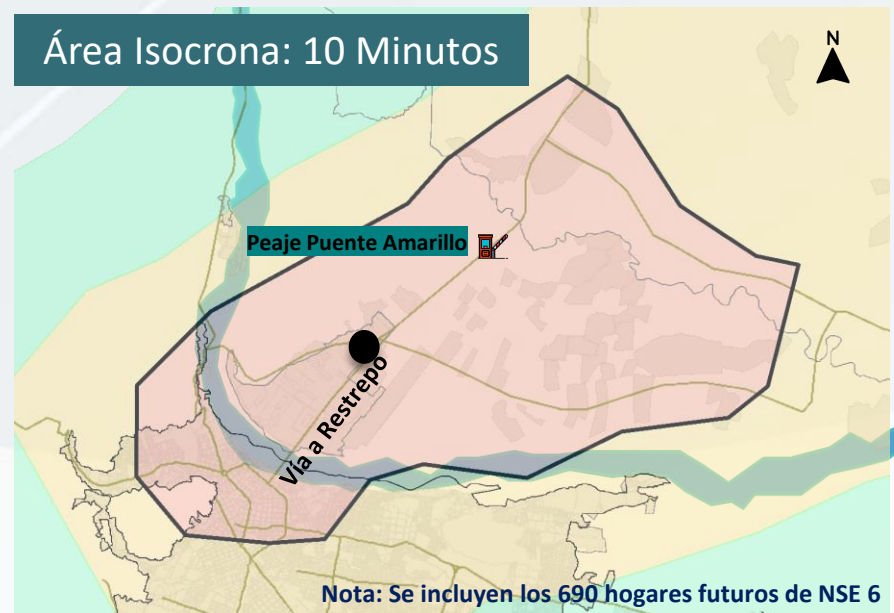 Área Isocrona: 10 Minutos
N
Peaje Puente Amarillo
Vía a Restrepo
Nota: Se incluyen los 690 hogares futuros de NSE 6